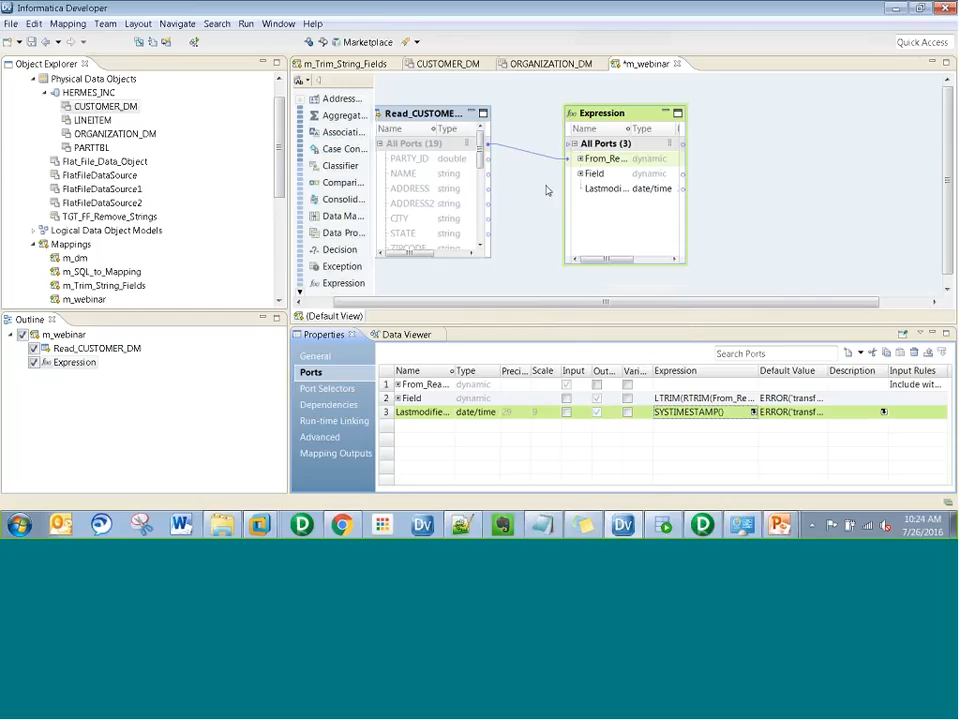 Informatica Developer
File Edit Mapping Team Layout Navigate Search Run Window Help
Marketplace Quick Access
Object Explorer
Physical Data Objects
HERMES_INC
CUSTOMER_DM
LINEITEM
ORGANIZATION_DM
PARTTBL
Flat_File_Data_Object
FlatFileDataSource
FlatFileDataSource1
FlatFileDataSource2
TGT_FF_Remove_Strings
Logical Data Object Models
Mappings
m_dm
m_SQL_to_Mapping
m_Trim_String_Fields
m_webinar
Outline
m_webinar
Read_CUSTOMER_DM
Expression
m_Trim_String_Fields CUSTOMER_DM ORGANIZATION_DM *m_webinar
Address...
Aggregat...
Associati...
Case Con...
Classifier
Compari...
Consolid...
Data Ma...
Data Pro...
Decision
Exception
Expression
Read_CUSTOME...
Name Type
All Ports (19)
PARTY_ID double
NAME string
ADDRESS string
ADDRESS2 string
CITY string
STATE string
ZIPCODE string
Expression
Name Type
All Ports (3)
From_Re... dynamic
Field dynamic
Lastmodi... date/time
(Default View)
Properties Data Viewer
General
Ports
Port Selectors
Dependencies
Run-time Linking
Advanced
Mapping Outputs
Search Ports
Name Type Preci... Scale Input Out... Vari... Expression Default Value Description Input Rules
1 From_Rea... dynamic Include wit...
2 Field dynamic LTRIM(RTRIM(From_Re... ERROR('transf...
3 Lastmodifie... date/time 29 9 SYSTIMESTAMP() ERROR('transf...
10:24 AM
7/26/2016